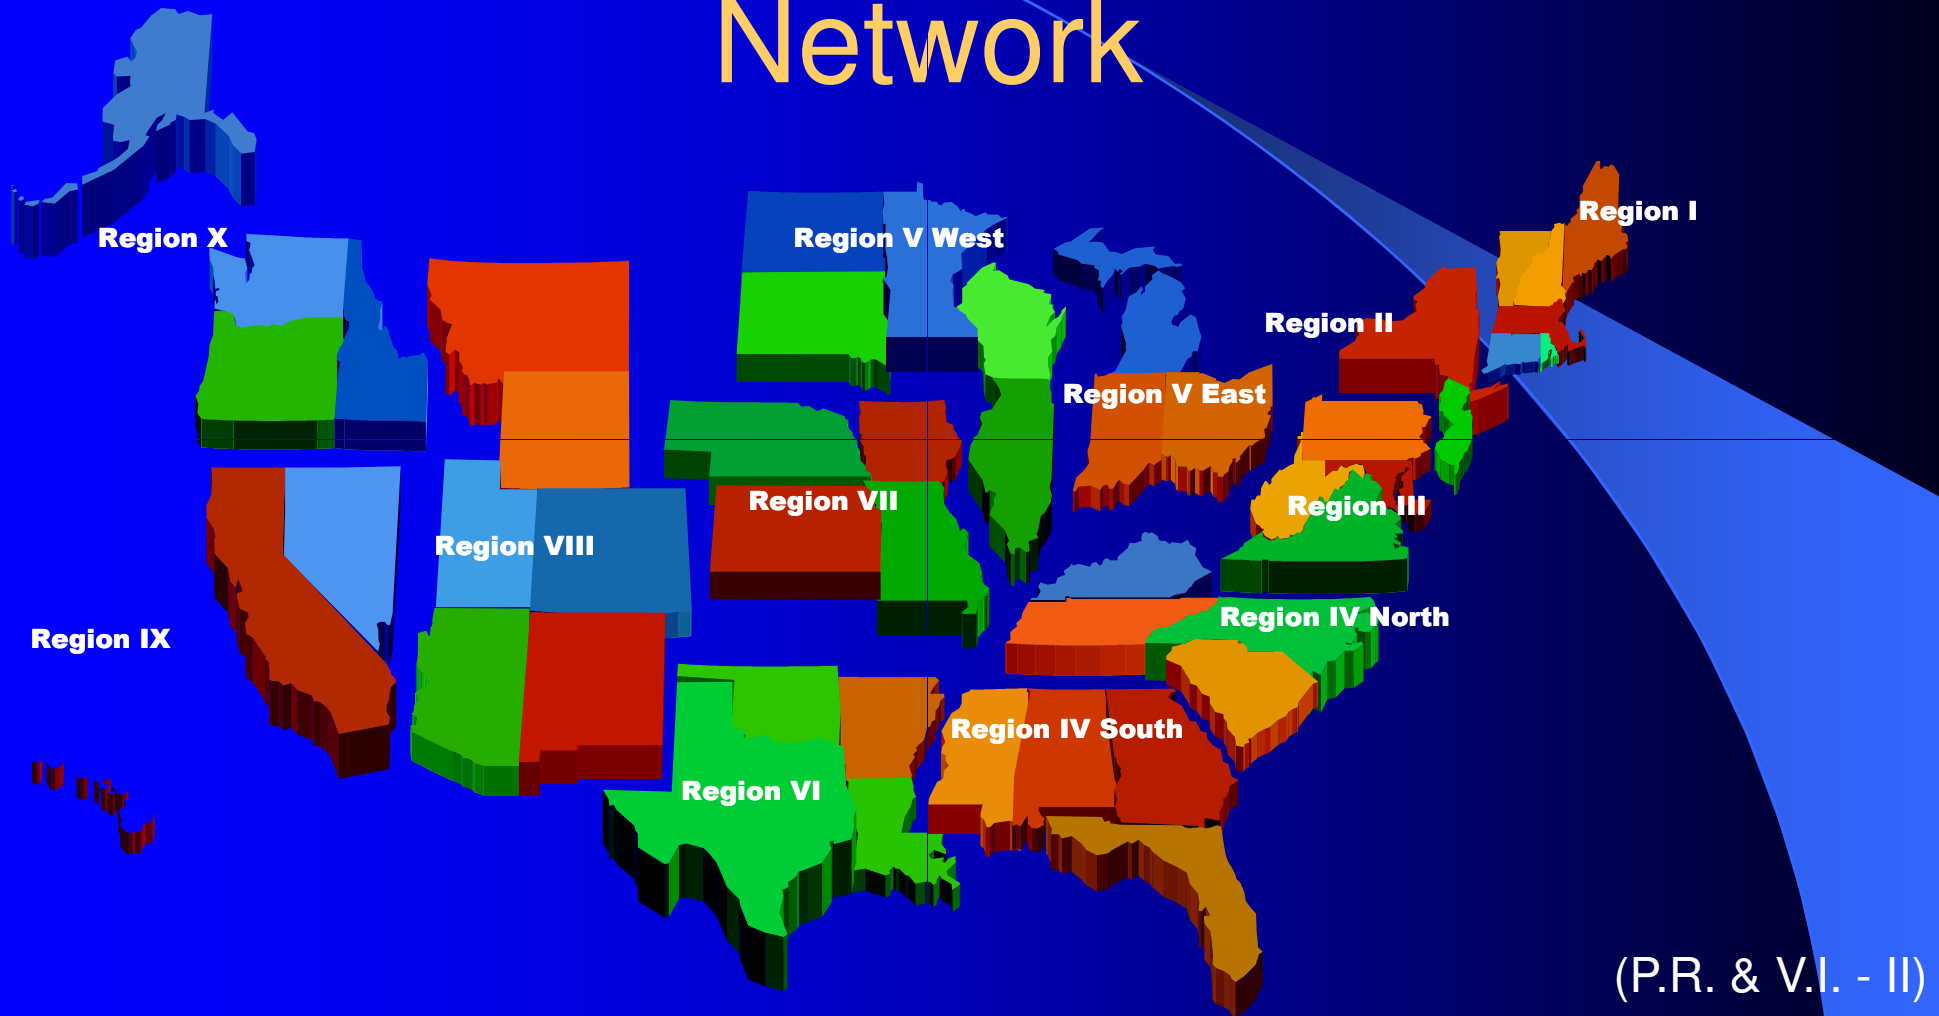 Network
Region I
Region X
Region V West
Region II
Region V East
Region VII
Region III
Region VIII
Region IV North
Region IX
Region IV South
Region VI
(P.R. & V.I. - II)